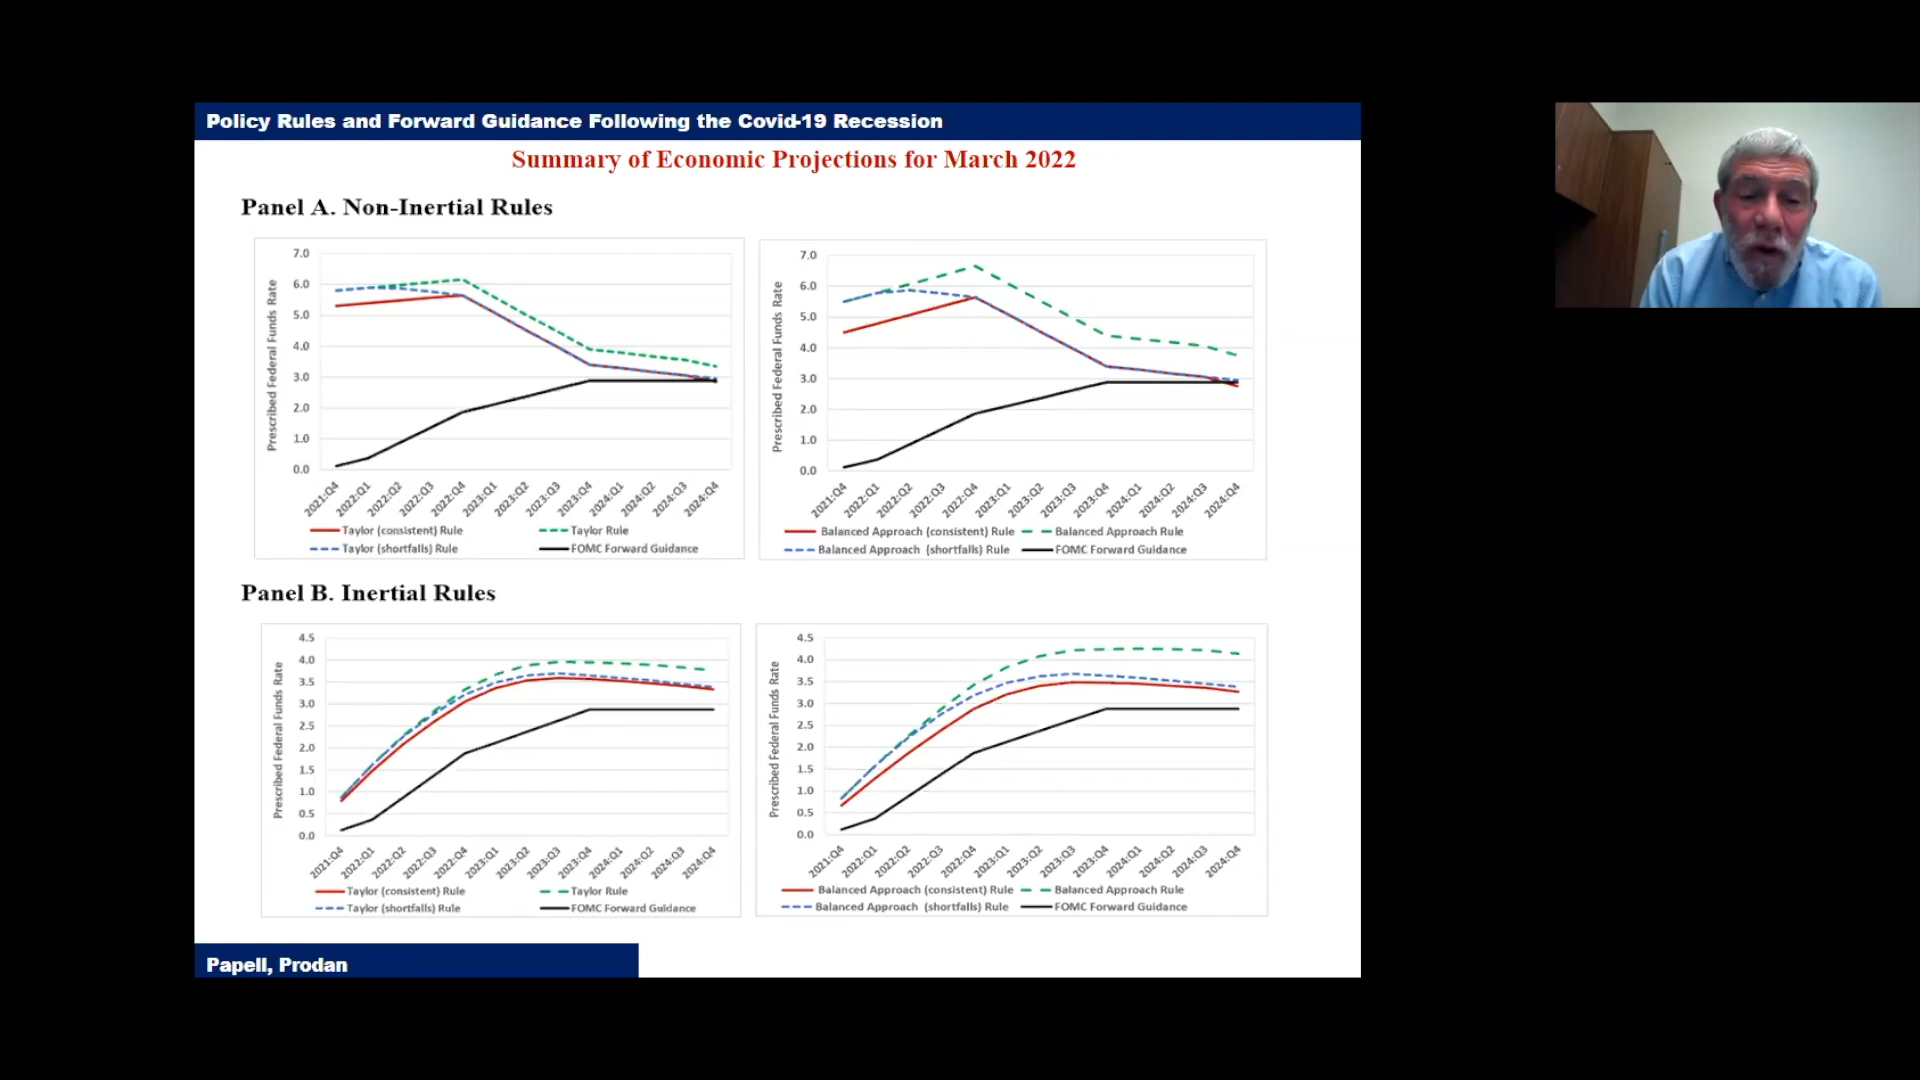 Policy Rules and Forward Guidance Following the Covid-19 Recession
Summary of Economic Projections for March 2022
Panel A. Non-Inertial Rules
Prescribed Federal Funds Rate
7.0
6.0
5.0
4.0
3.0
2.0
1.0
0.0
2021:Q4 2022:Q1 2022:Q2 2022:Q3 2022:Q4 2023:Q1 2023:Q2 2023:Q3 2023:Q4 2024:Q1 2024:Q2 2024:Q3 2024:Q4
Taylor (consistent) Rule Taylor Rule
Taylor (shortfalls) Rule FOMC Forward Guidance
Prescribed Federal Funds Rate
7.0
6.0
5.0
4.0
3.0
2.0
1.0
0.0
2021:Q4 2022:Q1 2022:Q2 2022:Q3 2022:Q4 2023:Q1 2023:Q2 2023:Q3 2023:Q4 2024:Q1 2024:Q2 2024:Q3 2024:Q4
Balanced Approach (consistent) Rule Balanced Approach Rule
Balanced Approach (shortfalls) Rule FOMC Forward Guidance
Panel B. Inertial Rules
Prescribed Federal Funds Rate
4.5
4.0
3.5
3.0
2.5
2.0
1.5
1.0
0.5
0.0
2021:Q4 2022:Q1 2022:Q2 2022:Q3 2022:Q4 2023:Q1 2023:Q2 2023:Q3 2023:Q4 2024:Q1 2024:Q2 2024:Q3 2024:Q4
Taylor (consistent) Rule Taylor Rule
Taylor (shortfalls) Rule FOMC Forward Guidance
Prescribed Federal Funds Rate
4.5
4.0
3.5
3.0
2.5
2.0
1.5
1.0
0.5
0.0
2021:Q4 2022:Q1 2022:Q2 2022:Q3 2022:Q4 2023:Q1 2023:Q2 2023:Q3 2023:Q4 2024:Q1 2024:Q2 2024:Q3 2024:Q4
Balanced Approach (consistent) Rule Balanced Approach Rule
Balanced Approach (shortfalls) Rule FOMC Forward Guidance
Papell, Prodan